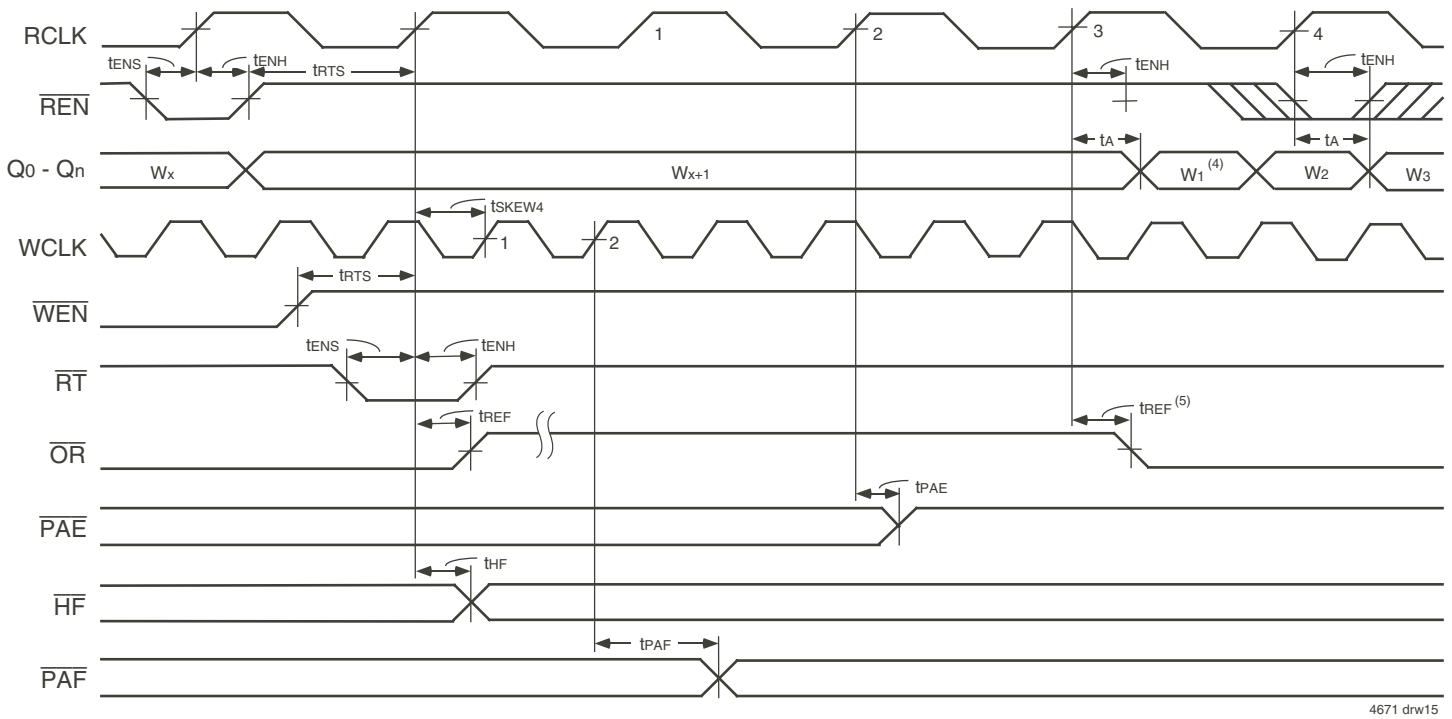 RCLK 1 2 3 4
tENS tENH tRTS tENH tENH
REN
tA tA
Q0 - Qn Wx Wx+1 W1 (4) W2 W3
tSKEW4
WCLK 1 2
tRTS
WEN
tENS tENH
RT
tREF tREF (5)
OR
tPAE
PAE
tHF
HF
tPAF
PAF
4671 drw15